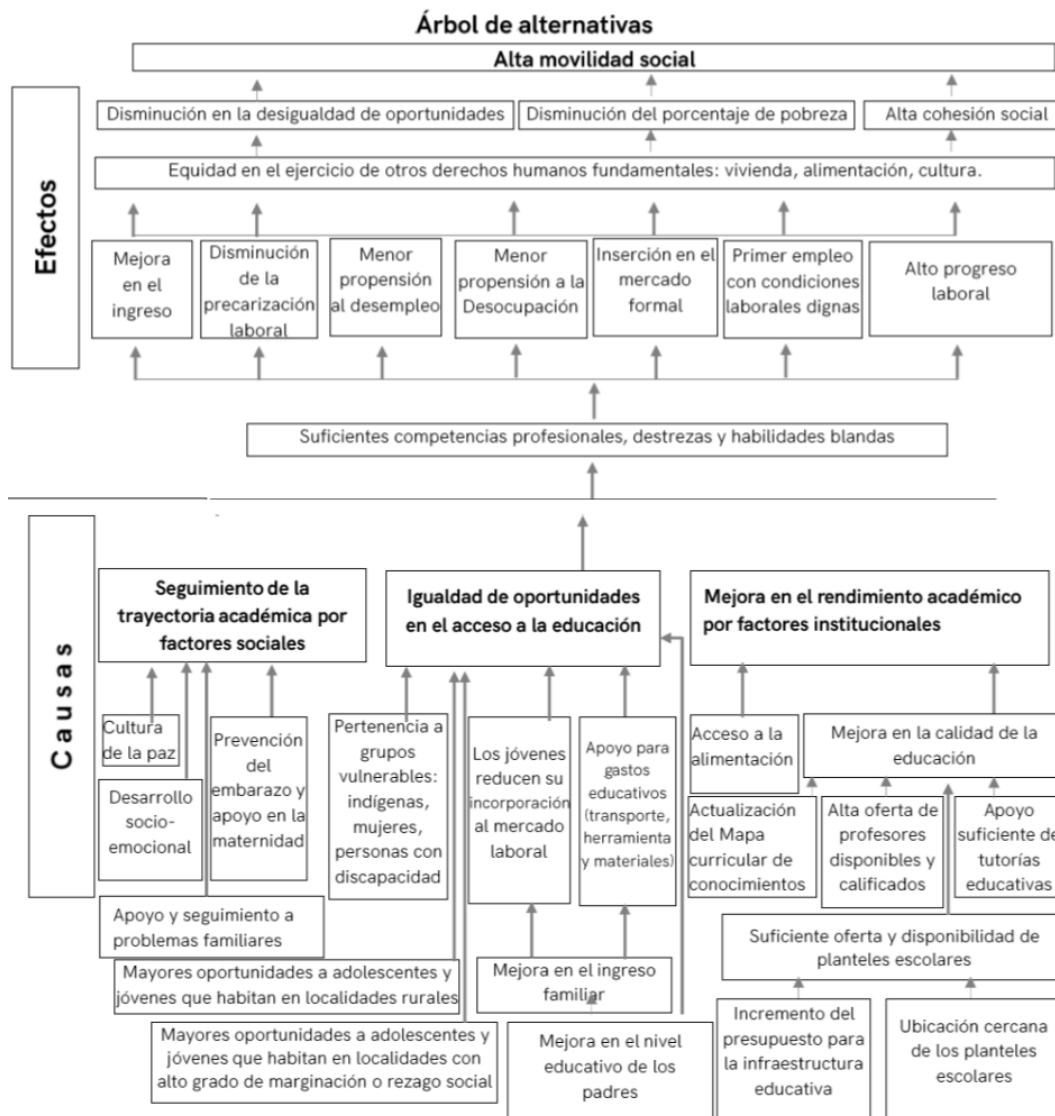 Árbol de alternativas
Alta movilidad social
Efectos
Disminución en la desigualdad de oportunidades
Disminución del porcentaje de pobreza
Alta cohesión social
Equidad en el ejercicio de otros derechos humanos fundamentales: vivienda, alimentación, cultura.
Mejora
en el
ingreso
Disminución
de la
precarización
laboral
Menor
propensión
al desempleo
Menor
propensión a la
Desocupación
Inserción en el
mercado
formal
Primer empleo
con condiciones
laborales dignas
Alto progreso
laboral
Suficientes competencias profesionales, destrezas y habilidades blandas
Causas
Seguimiento de la
trayectoria académica por
factores sociales
Igualdad de oportunidades
en el acceso a la educación
Mejora en el rendimiento académico
por factores institucionales
Cultura
de la paz
Desarrollo
socio-
emocional
Prevención
del
embarazo y
apoyo en la
maternidad
Apoyo y seguimiento a
problemas familiares
Pertenencia a
grupos
vulnerables:
indígenas,
mujeres,
personas con
discapacidad
Los jóvenes
reducen su
incorporación
al mercado
laboral
Apoyo para
gastos
educativos
(transporte,
herramienta
y materiales)
Mayores oportunidades a adolescentes y
jóvenes que habitan en localidades rurales
Mayores oportunidades a adolescentes y
jóvenes que habitan en localidades con
alto grado de marginación o rezago social
Mejora en el ingreso
familiar
Mejora en el nivel
educativo de los
padres
Acceso a la
alimentación
Mejora en la calidad de la
educación
Actualización
del Mapa
curricular de
conocimientos
Alta oferta de
profesores
disponibles y
calificados
Apoyo
suficiente de
tutorías
educativas
Suficiente oferta y disponibilidad de
planteles escolares
Incremento del
presupuesto para
la infraestructura
educativa
Ubicación cercana
de los planteles
escolares